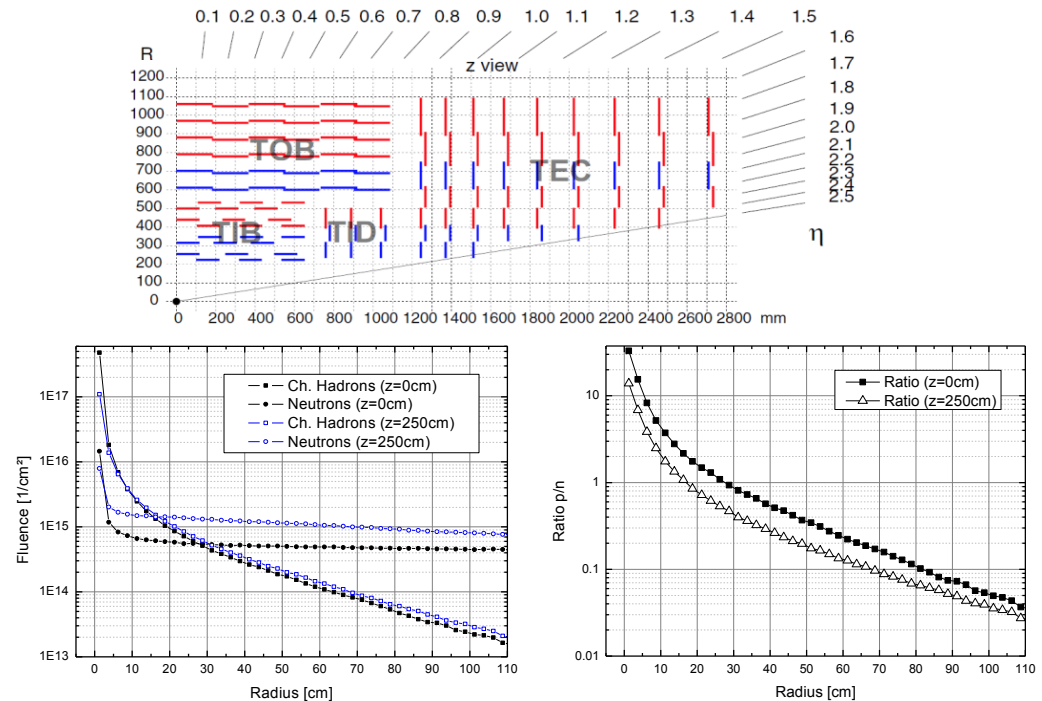 0.1 0.2 0.3 0.4 0.5 0.6 0.7 0.8 0.9 1.0 1.1 1.2 1.3 1.4 1.5
R
z view
1.6
1.7
1.8
1.9
2.0
2.1
2.2
2.3
2.4
2.5
η
1200
1100
1000
900
800
700
600
500
400
300
200
100
0
TOB
TEC
TIB
TID
0 200 400 600 800 1000 1200 1400 1600 1800 2000 2200 2400 2600 2800 mm
Ch. Hadrons (z=0cm)
Neutrons (z=0cm)
Ch. Hadrons (z=250cm)
Neutrons (z=250cm)
Fluence [1/cm²]
1E17
1E16
1E15
1E14
1E13
0 10 20 30 40 50 60 70 80 90 100 110
Radius [cm]
Ratio (z=0cm)
Ratio (z=250cm)
Ratio p/n
10
1
0.1
0.01
0 10 20 30 40 50 60 70 80 90 100 110
Radius [cm]